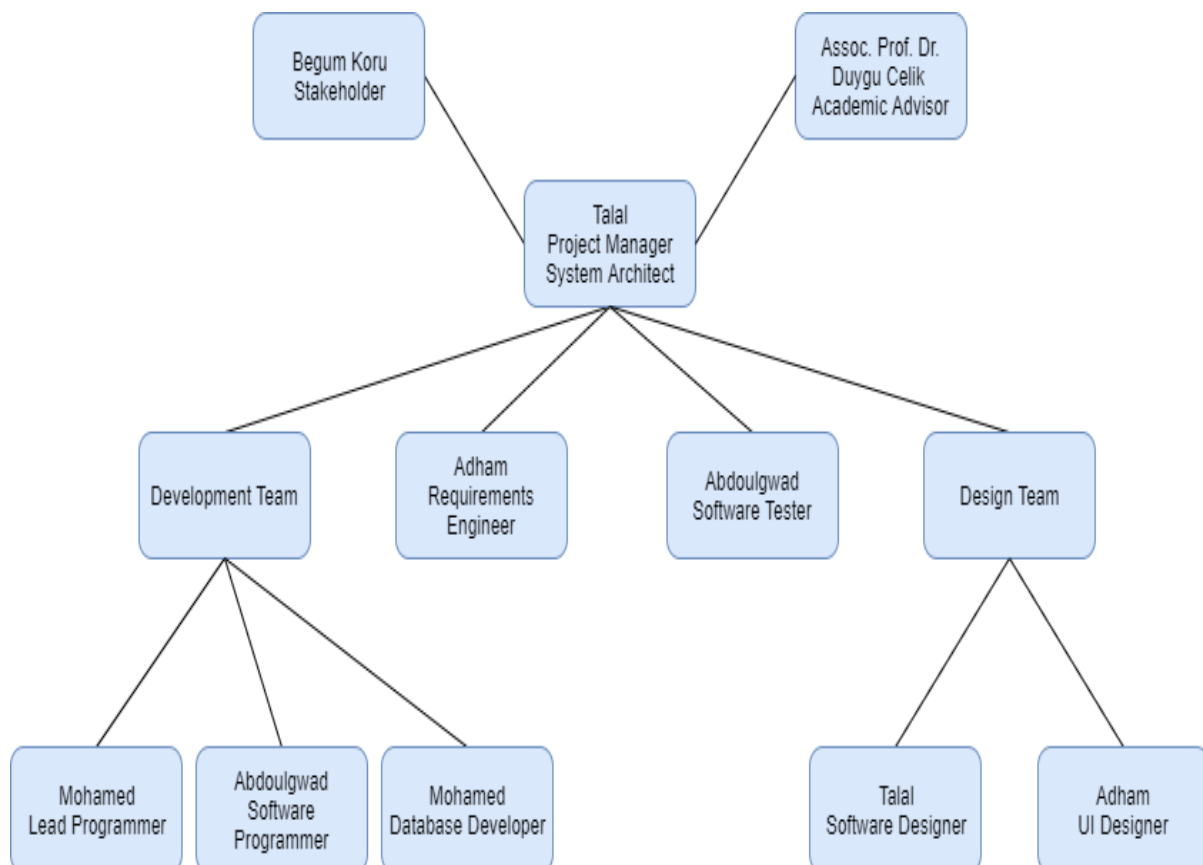 Begum Koru
Stakeholder
Assoc. Prof. Dr.
Duygu Celik
Academic Advisor
Talal
Project Manager
System Architect
Development Team
Adham
Requirements
Engineer
Abdoulgwad
Software Tester
Design Team
Mohamed
Lead Programmer
Abdoulgwad
Software
Programmer
Mohamed
Database Developer
Talal
Software Designer
Adham
UI Designer